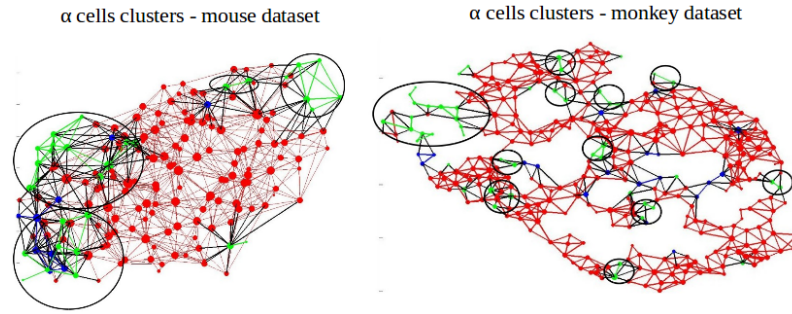 α cells clusters - mouse dataset
α cells clusters - monkey dataset